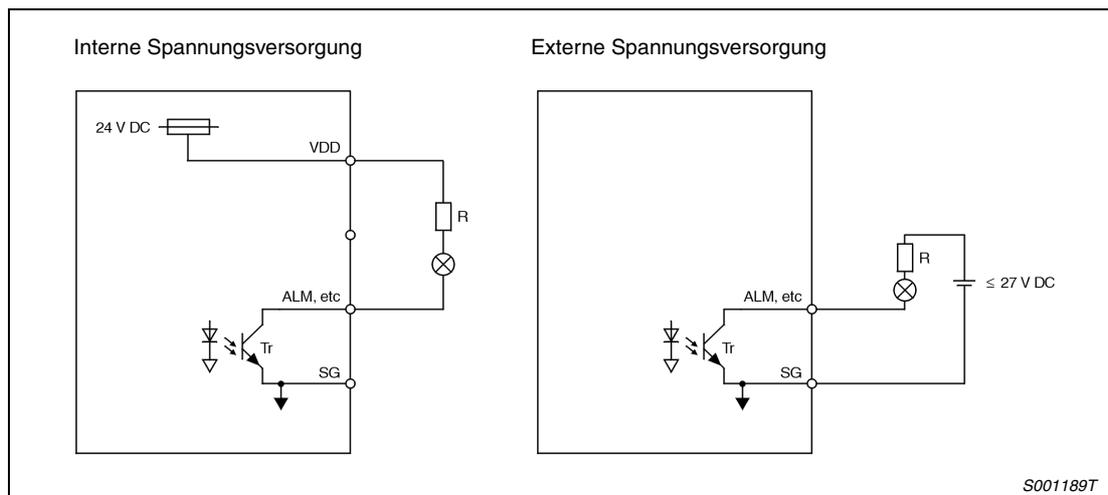 Interne Spannungsversorgung
24 V DC
VDD
R
ALM, etc
Tr
SG
Externe Spannungsversorgung
R
≤ 27 V DC
ALM, etc
Tr
SG
S001189T